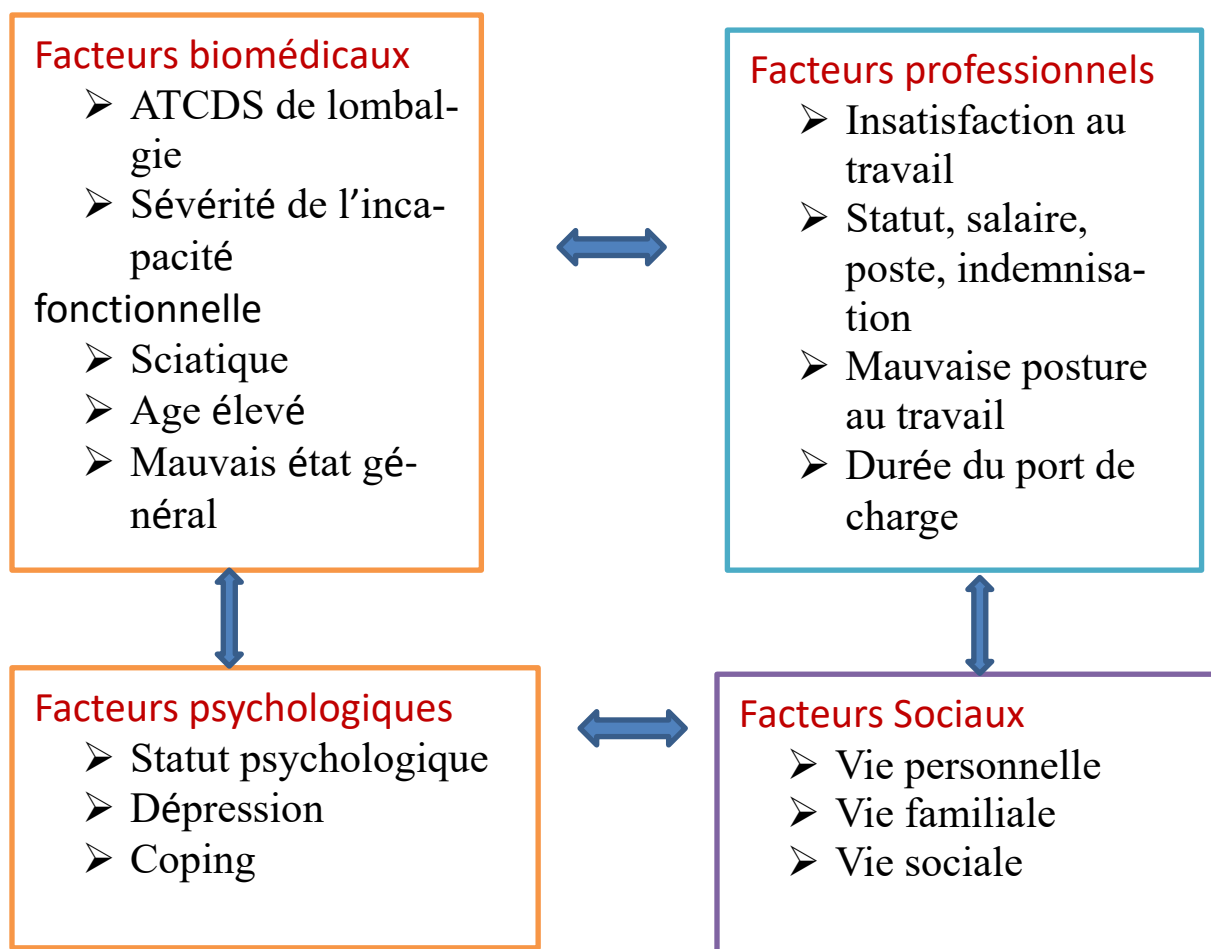 Facteurs biomédicaux
➢ ATCDS de lombal-
gie
➢ Sévérité de l’inca-
pacité
fonctionnelle
➢ Sciatique
➢ Age élevé
➢ Mauvais état gé-
néral
Facteurs professionnels
➢ Insatisfaction au
travail
➢ Statut, salaire,
poste, indemnisa-
tion
➢ Mauvaise posture
au travail
➢ Durée du port de
charge
Facteurs psychologiques
➢ Statut psychologique
➢ Dépression
➢ Coping
Facteurs Sociaux
➢ Vie personnelle
➢ Vie familiale
➢ Vie sociale